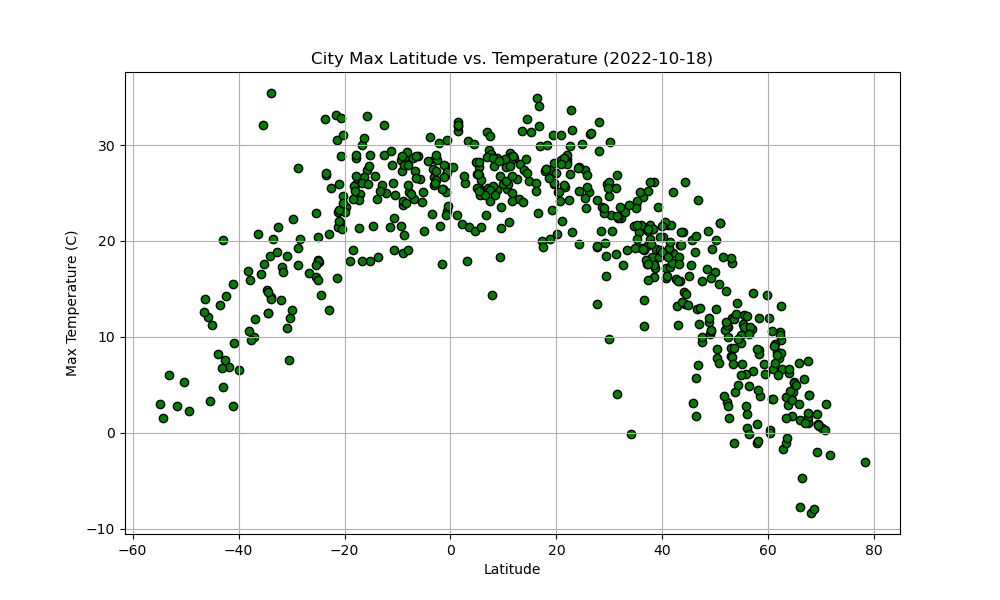 City Max Latitude vs. Temperature (2022-10-18)
30
20
10
0
−10
Max Temperature (C)
−60 −40 −20 0 20 40 60 80
Latitude